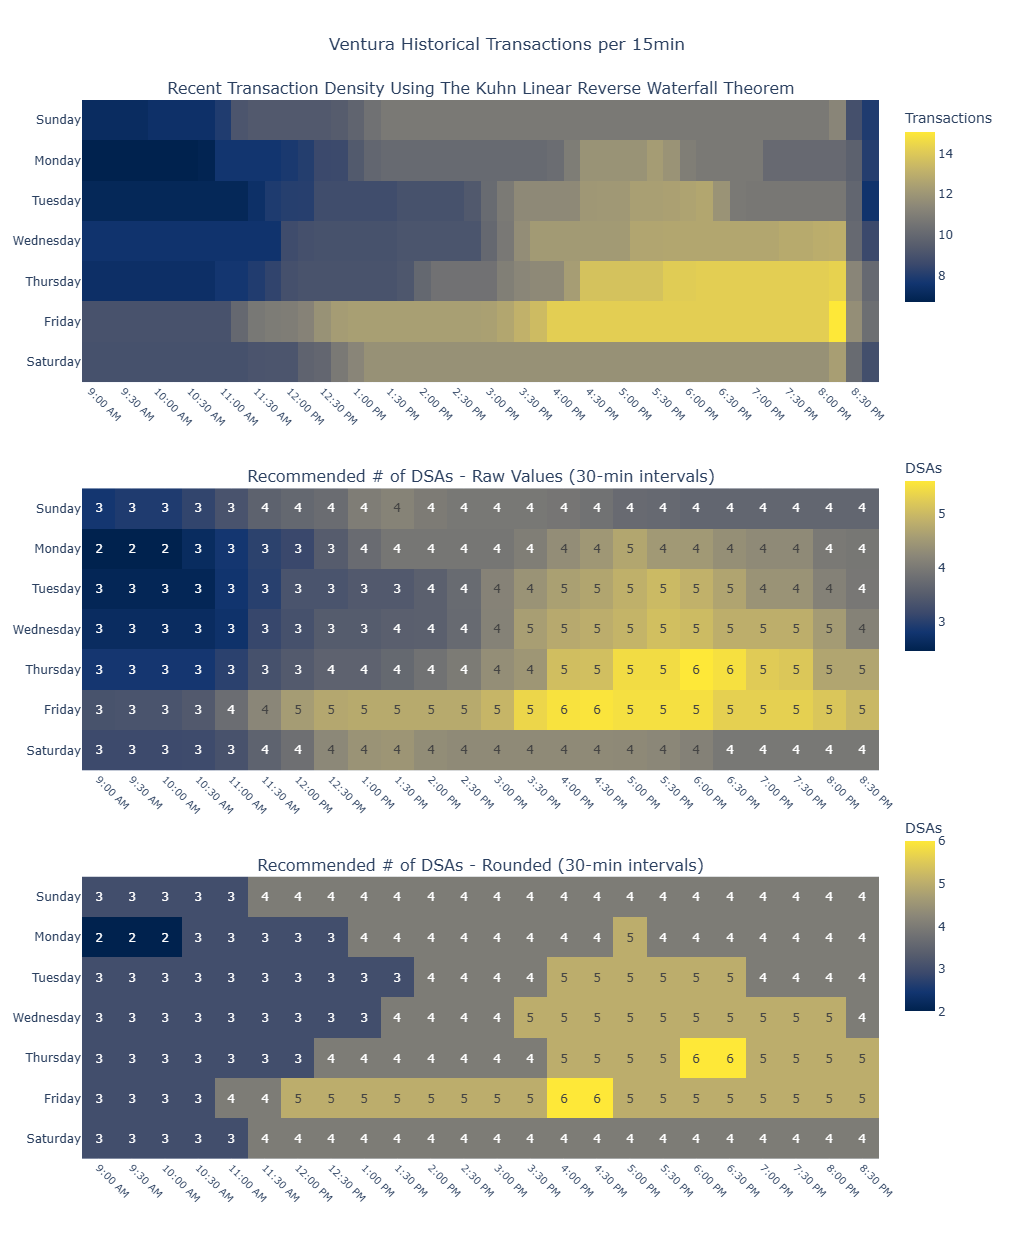 Ventura Historical Transactions per 15min
Recent Transaction Density Using The Kuhn Linear Reverse Waterfall Theorem
Transactions
14
12
10
8
Sunday
Monday
Tuesday
Wednesday
Thursday
Friday
Saturday
9:00 AM 9:30 AM 10:00 AM 10:30 AM 11:00 AM 11:30 AM 12:00 PM 12:30 PM 1:00 PM 1:30 PM 2:00 PM 2:30 PM 3:00 PM 3:30 PM 4:00 PM 4:30 PM 5:00 PM 5:30 PM 6:00 PM 6:30 PM 7:00 PM 7:30 PM 8:00 PM 8:30 PM
Recommended # of DSAs - Raw Values (30-min intervals)
DSAs
5
4
3
Sunday 3 3 3 3 3 4 4 4 4 4 4 4 4 4 4 4 4 4 4 4 4 4 4 4
Monday 2 2 2 3 3 3 3 3 4 4 4 4 4 4 4 4 5 4 4 4 4 4 4 4
Tuesday 3 3 3 3 3 3 3 3 3 3 4 4 4 4 5 5 5 5 5 5 4 4 4 4
Wednesday 3 3 3 3 3 3 3 3 3 4 4 4 4 5 5 5 5 5 5 5 5 5 5 4
Thursday 3 3 3 3 3 3 3 4 4 4 4 4 4 4 5 5 5 5 6 6 5 5 5 5
Friday 3 3 3 3 4 4 5 5 5 5 5 5 5 5 6 6 5 5 5 5 5 5 5 5
Saturday 3 3 3 3 3 4 4 4 4 4 4 4 4 4 4 4 4 4 4 4 4 4 4 4
9:00 AM 9:30 AM 10:00 AM 10:30 AM 11:00 AM 11:30 AM 12:00 PM 12:30 PM 1:00 PM 1:30 PM 2:00 PM 2:30 PM 3:00 PM 3:30 PM 4:00 PM 4:30 PM 5:00 PM 5:30 PM 6:00 PM 6:30 PM 7:00 PM 7:30 PM 8:00 PM 8:30 PM
Recommended # of DSAs - Rounded (30-min intervals)
DSAs
6
5
4
3
2
Sunday 3 3 3 3 3 4 4 4 4 4 4 4 4 4 4 4 4 4 4 4 4 4 4 4
Monday 2 2 2 3 3 3 3 3 4 4 4 4 4 4 4 4 5 4 4 4 4 4 4 4
Tuesday 3 3 3 3 3 3 3 3 3 3 4 4 4 4 5 5 5 5 5 5 4 4 4 4
Wednesday 3 3 3 3 3 3 3 3 3 4 4 4 4 5 5 5 5 5 5 5 5 5 5 4
Thursday 3 3 3 3 3 3 3 4 4 4 4 4 4 4 5 5 5 5 6 6 5 5 5 5
Friday 3 3 3 3 4 4 5 5 5 5 5 5 5 5 6 6 5 5 5 5 5 5 5 5
Saturday 3 3 3 3 3 4 4 4 4 4 4 4 4 4 4 4 4 4 4 4 4 4 4 4
9:00 AM 9:30 AM 10:00 AM 10:30 AM 11:00 AM 11:30 AM 12:00 PM 12:30 PM 1:00 PM 1:30 PM 2:00 PM 2:30 PM 3:00 PM 3:30 PM 4:00 PM 4:30 PM 5:00 PM 5:30 PM 6:00 PM 6:30 PM 7:00 PM 7:30 PM 8:00 PM 8:30 PM